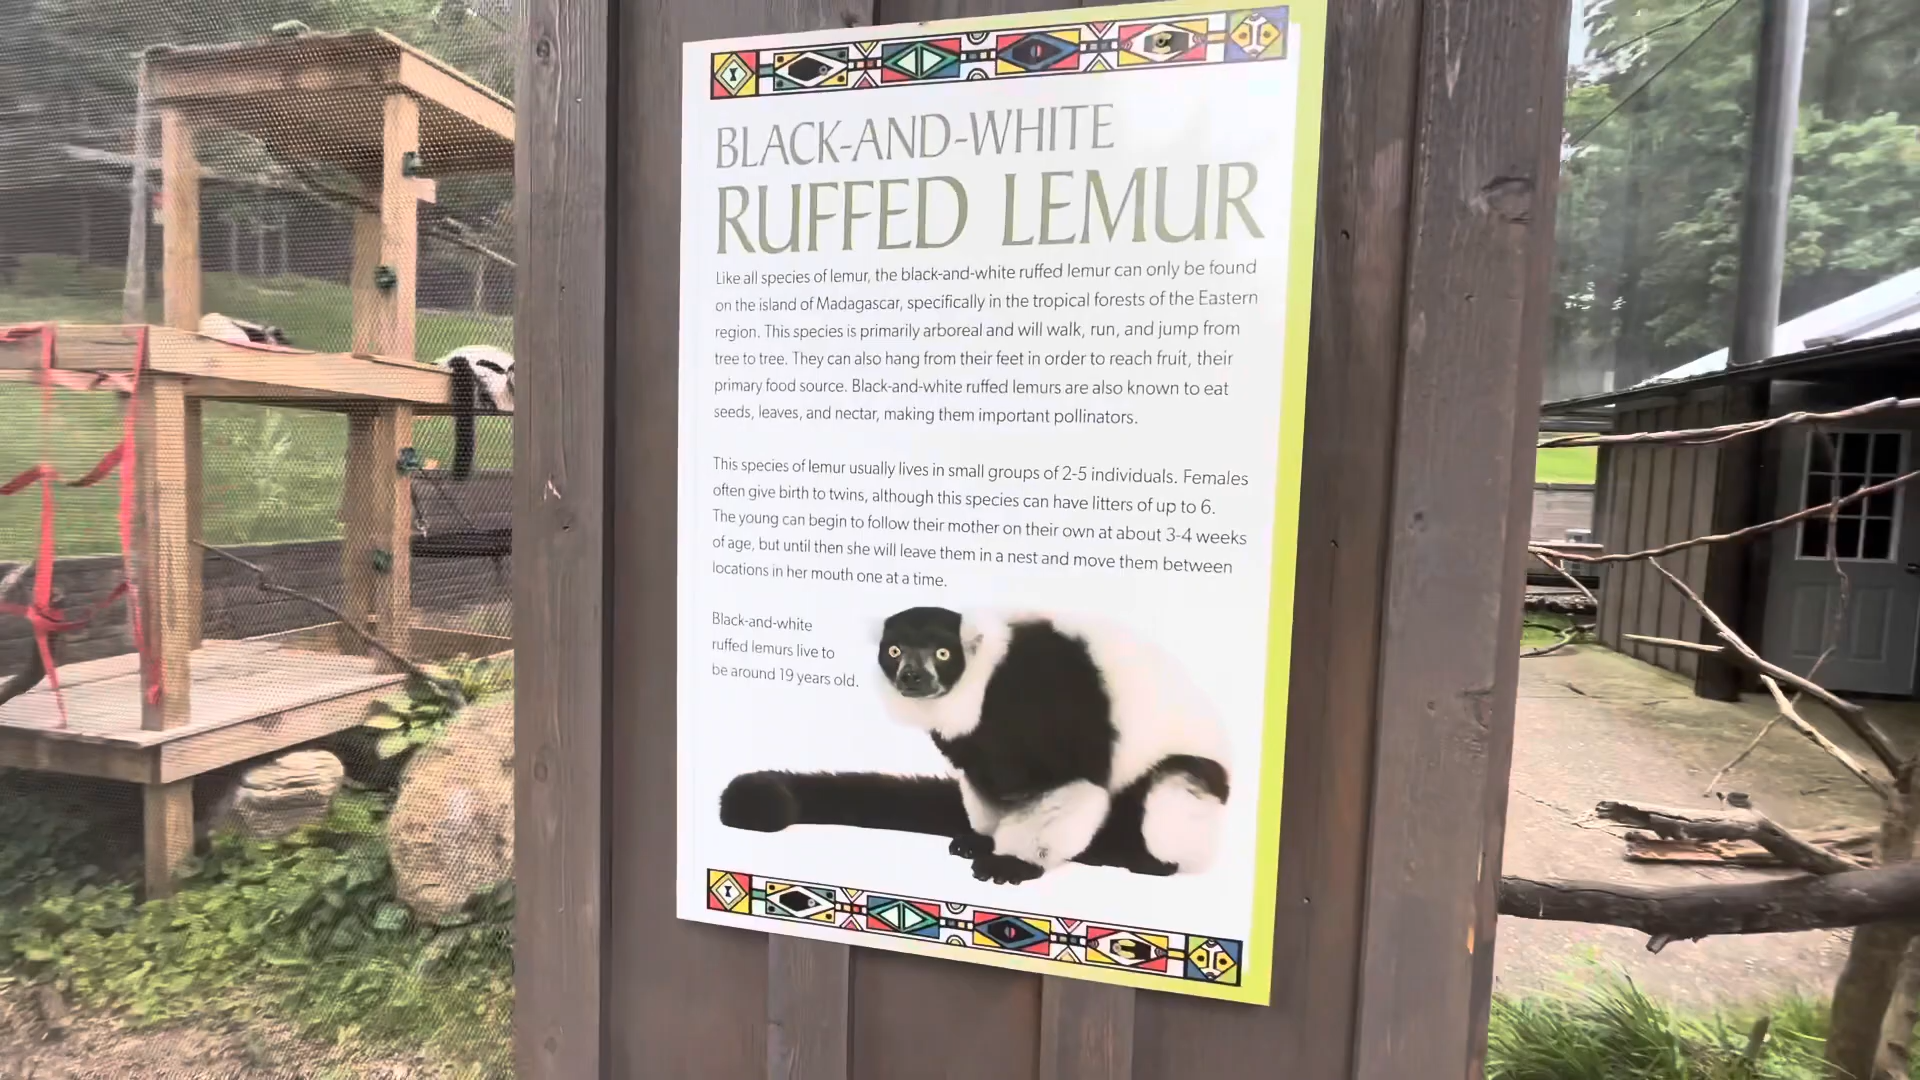 BLACK-AND-WHITE
RUFFED LEMUR
Like all species of lemur, the black-and-white ruffed lemur can only be found
on the island of Madagascar, specifically in the tropical forests of the Eastern
region. This species is primarily arboreal and will walk, run, and jump from
tree to tree. They can also hang from their feet in order to reach fruit, their
primary food source. Black-and-white ruffed lemurs are also known to eat
seeds, leaves, and nectar, making them important pollinators.
This species of lemur usually lives in small groups of 2-5 individuals. Females
often give birth to twins, although this species can have litters of up to 6.
The young can begin to follow their mother on their own at about 3-4 weeks
of age, but until then she will leave them in a nest and move them between
locations in her mouth one at a time.
Black-and-white
ruffed lemurs live to
be around 19 years old.